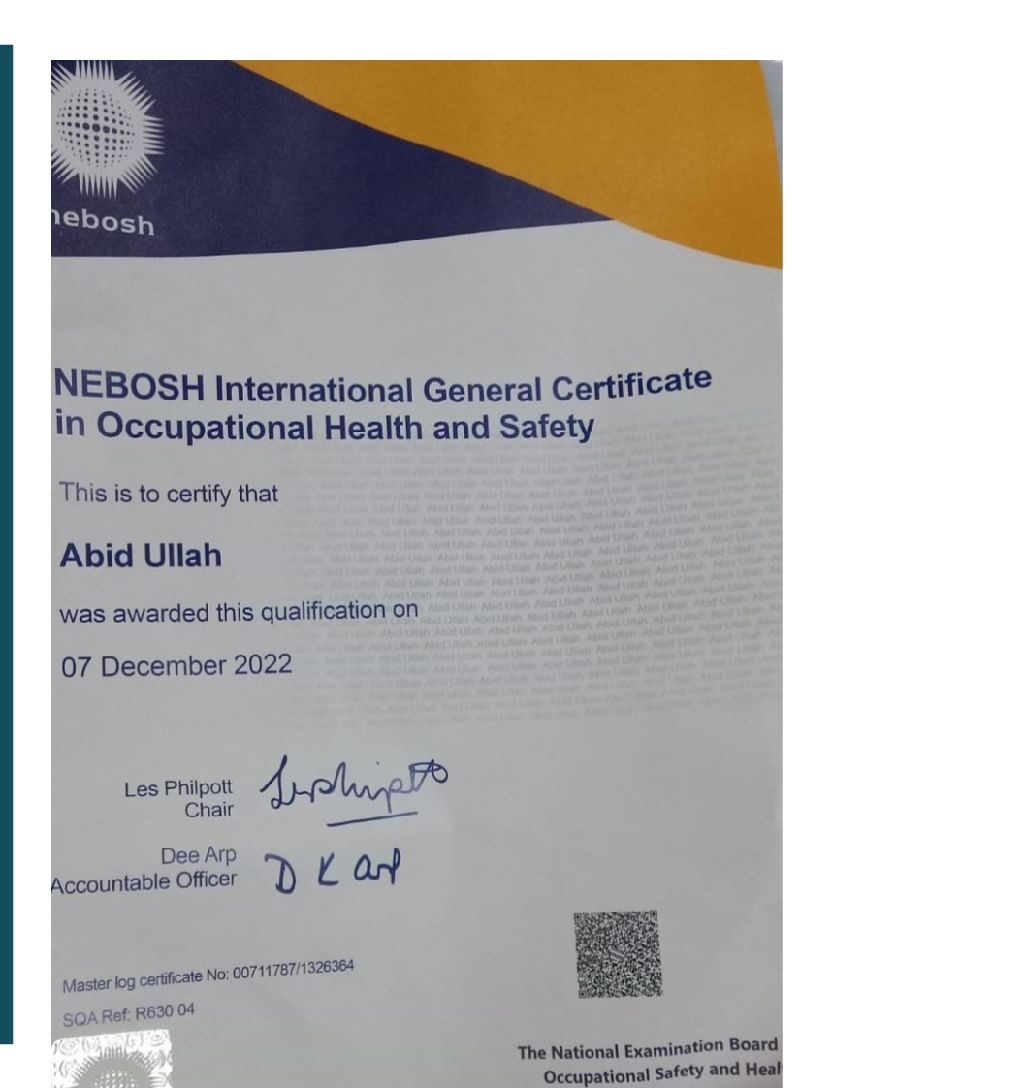 nebosh
NEBOSH International General Certificate
in Occupational Health and Safety
This is to certify that
Abid Ullah
was awarded this qualification on
07 December 2022
Les Philpott
Chair
Dee Arp
Accountable Officer
D K Arp
Master log certificate No: 00711787/1326364
SQA Ref: R630 04
The National Examination Board
Occupational Safety and Heal